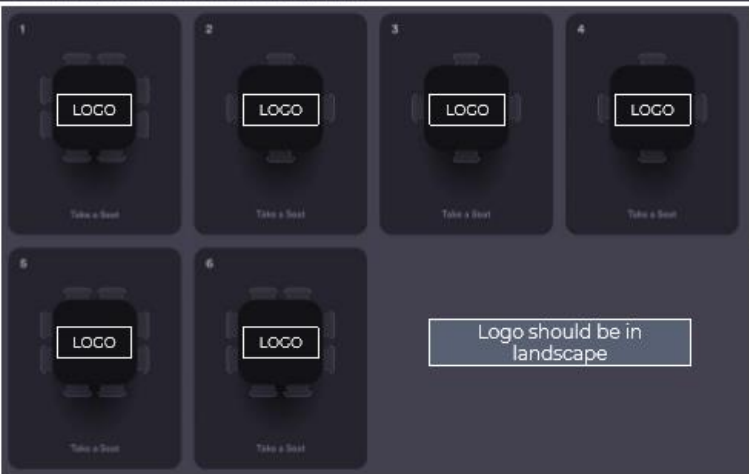 1
2
3
4
LOGO
LOGO
LOGO
LOGO
Take a Seat
Take a Seat
Take a Seat
Take a Seat
5
6
LOGO
LOGO
Logo should be in
landscape
Take a Seat
Take a Seat